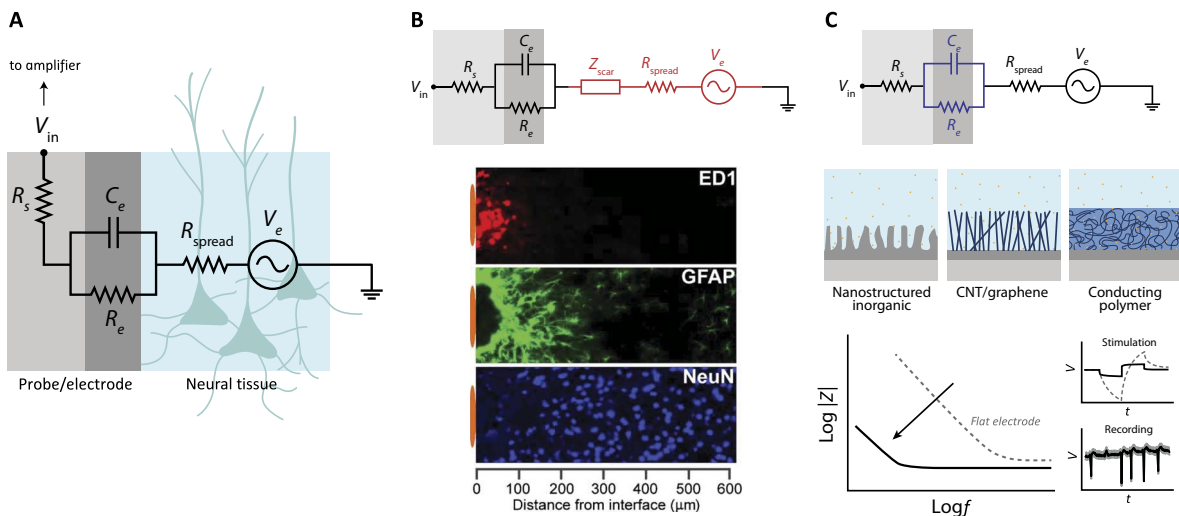 A
to amplifier
V_in
R_s
C_e
R_e
R_spread
V_e
Probe/electrode
Neural tissue
B
V_in
R_s
C_e
R_e
Z_scar
R_spread
V_e
ED1
GFAP
NeuN
0 100 200 300 400 500 600
Distance from interface (μm)
C
V_in
R_s
C_e
R_e
R_spread
V_e
Nanostructured
inorganic
CNT/graphene
Conducting
polymer
Log |Z|
Flat electrode
Log f
Stimulation
V
t
Recording
V
t